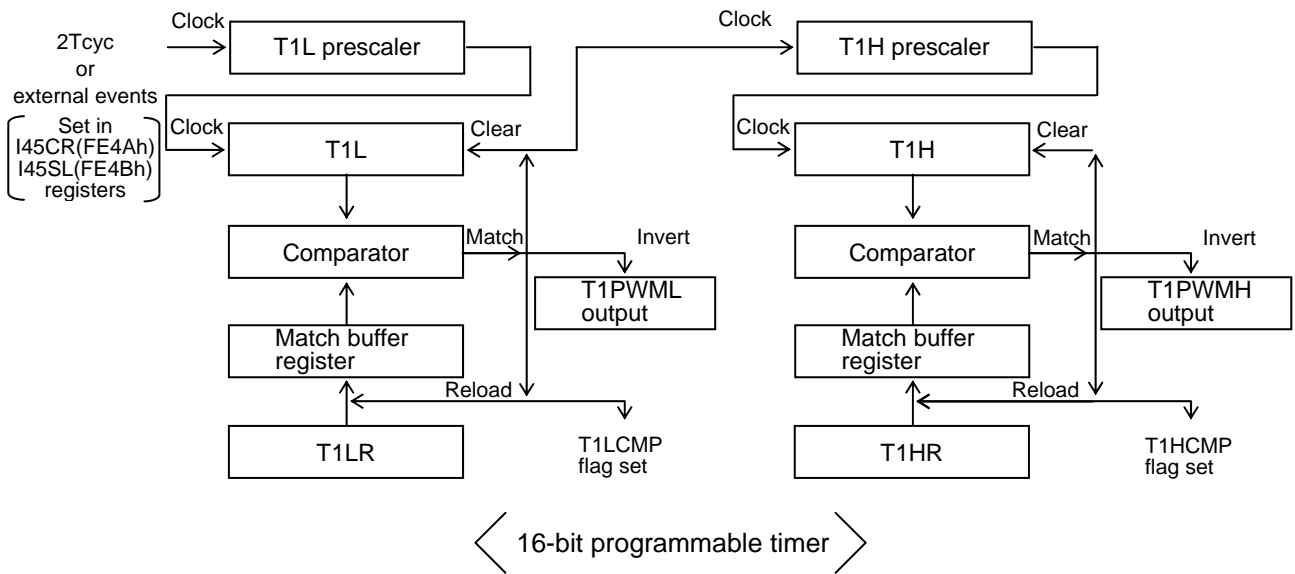 Clock
Clock
2Tcyc
or
external events
T1L prescaler
T1H prescaler
Set in
I45CR(FE4Ah)
I45SL(FE4Bh)
registers
Clock
T1L
Clear
Clock
T1H
Clear
Comparator
Match
Invert
Comparator
Match
Invert
T1PWML
output
T1PWMH
output
Match buffer
register
Match buffer
register
Reload
Reload
T1LR
T1LCMP
flag set
T1HR
T1HCMP
flag set
16-bit programmable timer